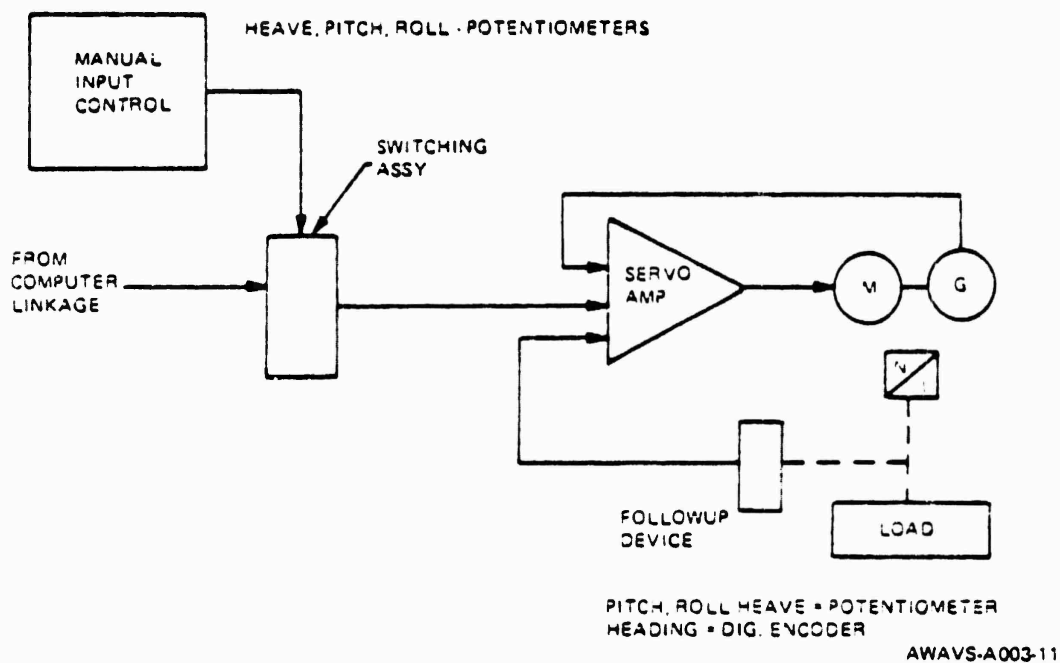 HEAVE, PITCH, ROLL - POTENTIOMETERS
MANUAL
INPUT
CONTROL
SWITCHING
ASSY
FROM
COMPUTER
LINKAGE
SERVO
AMP
M
G
N
FOLLOWUP
DEVICE
LOAD
PITCH, ROLL HEAVE = POTENTIOMETER
HEADING = DIG. ENCODER
AWAVS-A003-11